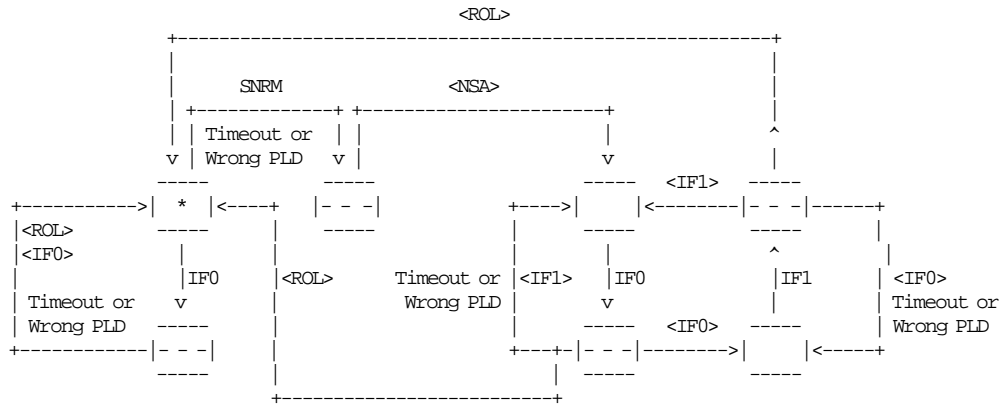 <ROL>
SNRM <NSA>
Timeout or
Wrong PLD
<IF1>
*
- - -
- - -
<ROL>
<IF0>
IF0 <ROL> Timeout or <IF1> IF0 IF1 <IF0>
Timeout or Wrong PLD Timeout or
Wrong PLD <IF0> Wrong PLD
- - -
- - -